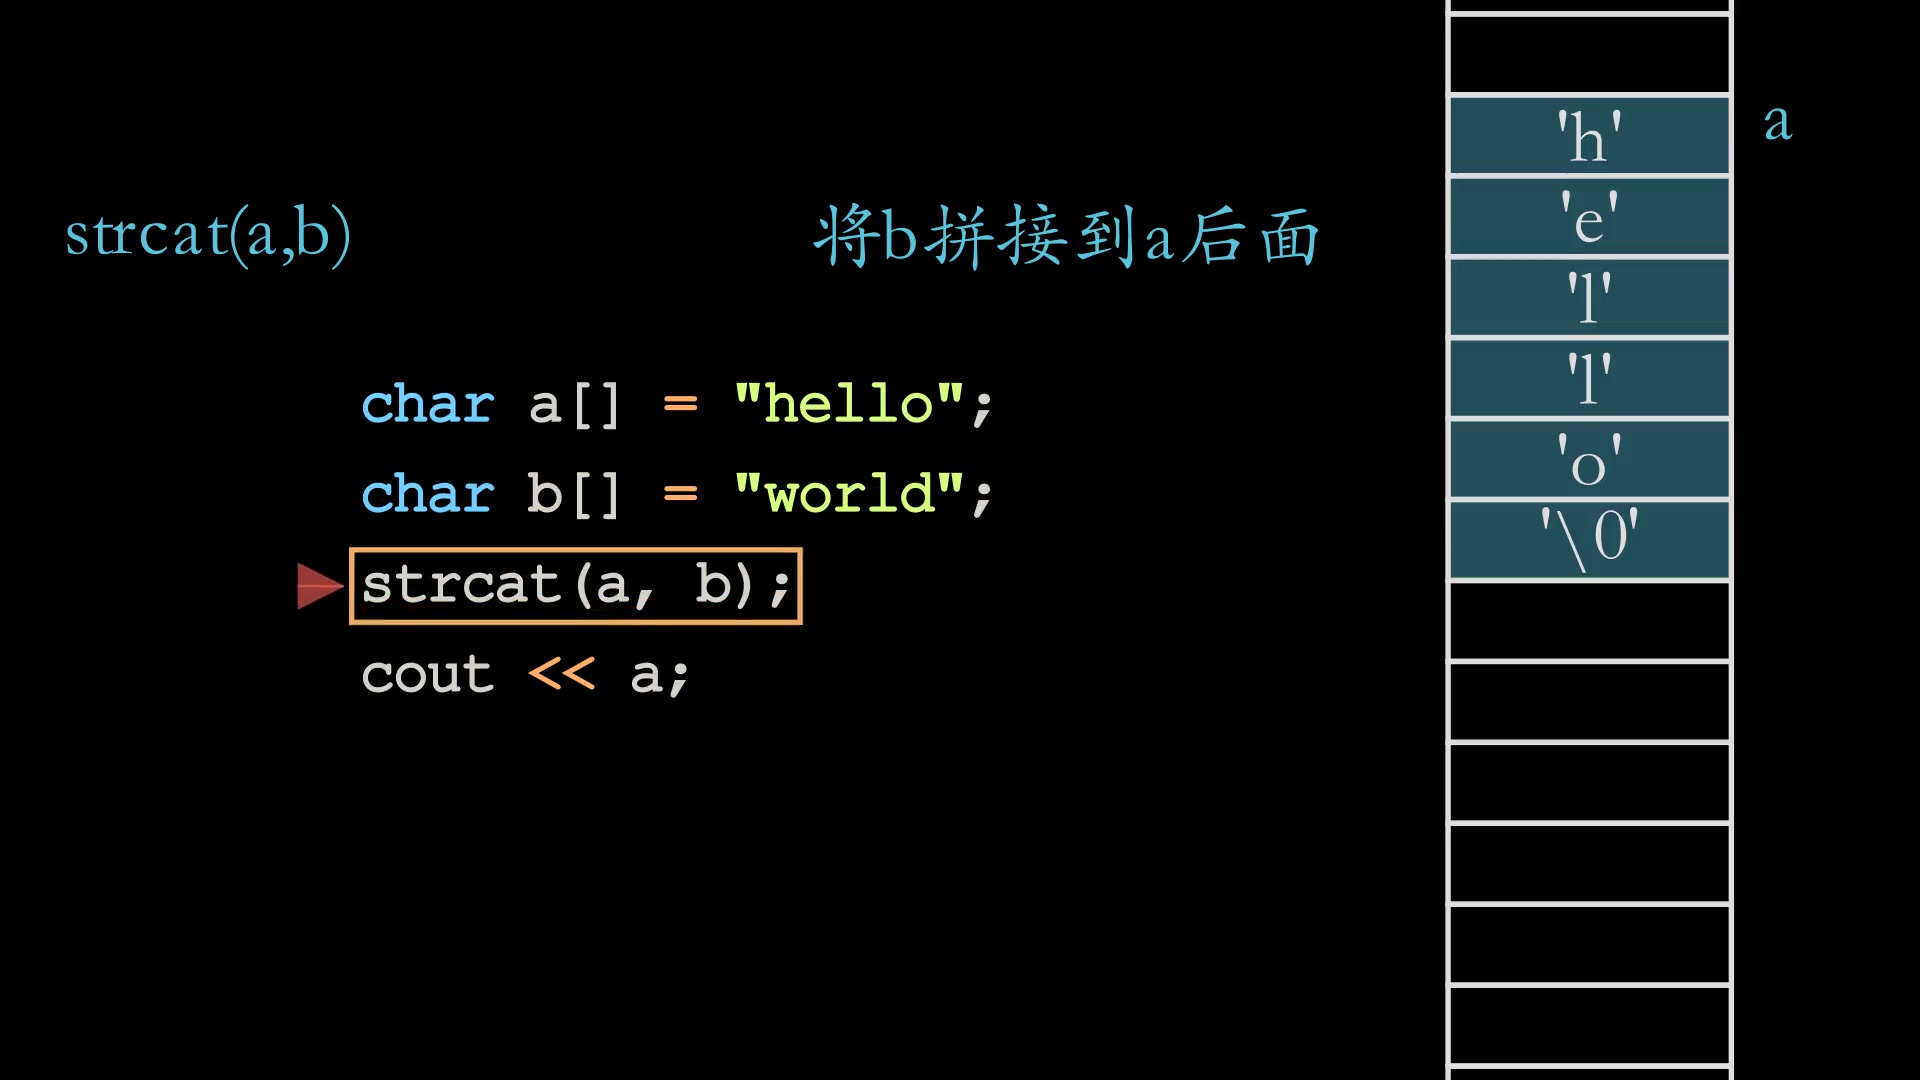 strcat(a,b)
将b拼接到a后面
char a[] = "hello";
char b[] = "world";
strcat(a, b);
cout << a;
a
'h'
'e'
'l'
'l'
'o'
'\0'